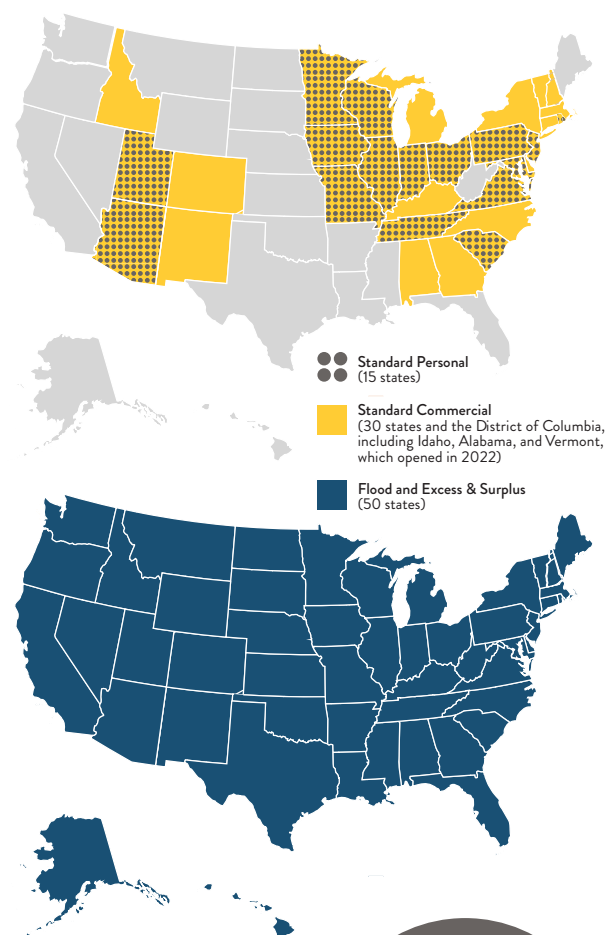 Standard Personal
(15 states)
Standard Commercial
(30 states and the District of Columbia,
including Idaho, Alabama, and Vermont,
which opened in 2022)
Flood and Excess & Surplus
(50 states)